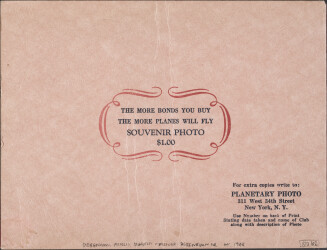 THE MORE BONDS YOU BUY
THE MORE PLANES WILL FLY
SOUVENIR PHOTO
$1.00
For extra copies write to:
PLANETARY PHOTO
311 West 34th Street
New York, N. Y.
Use Number on back of Print
Stating date taken and name of Club
along with description of Photo